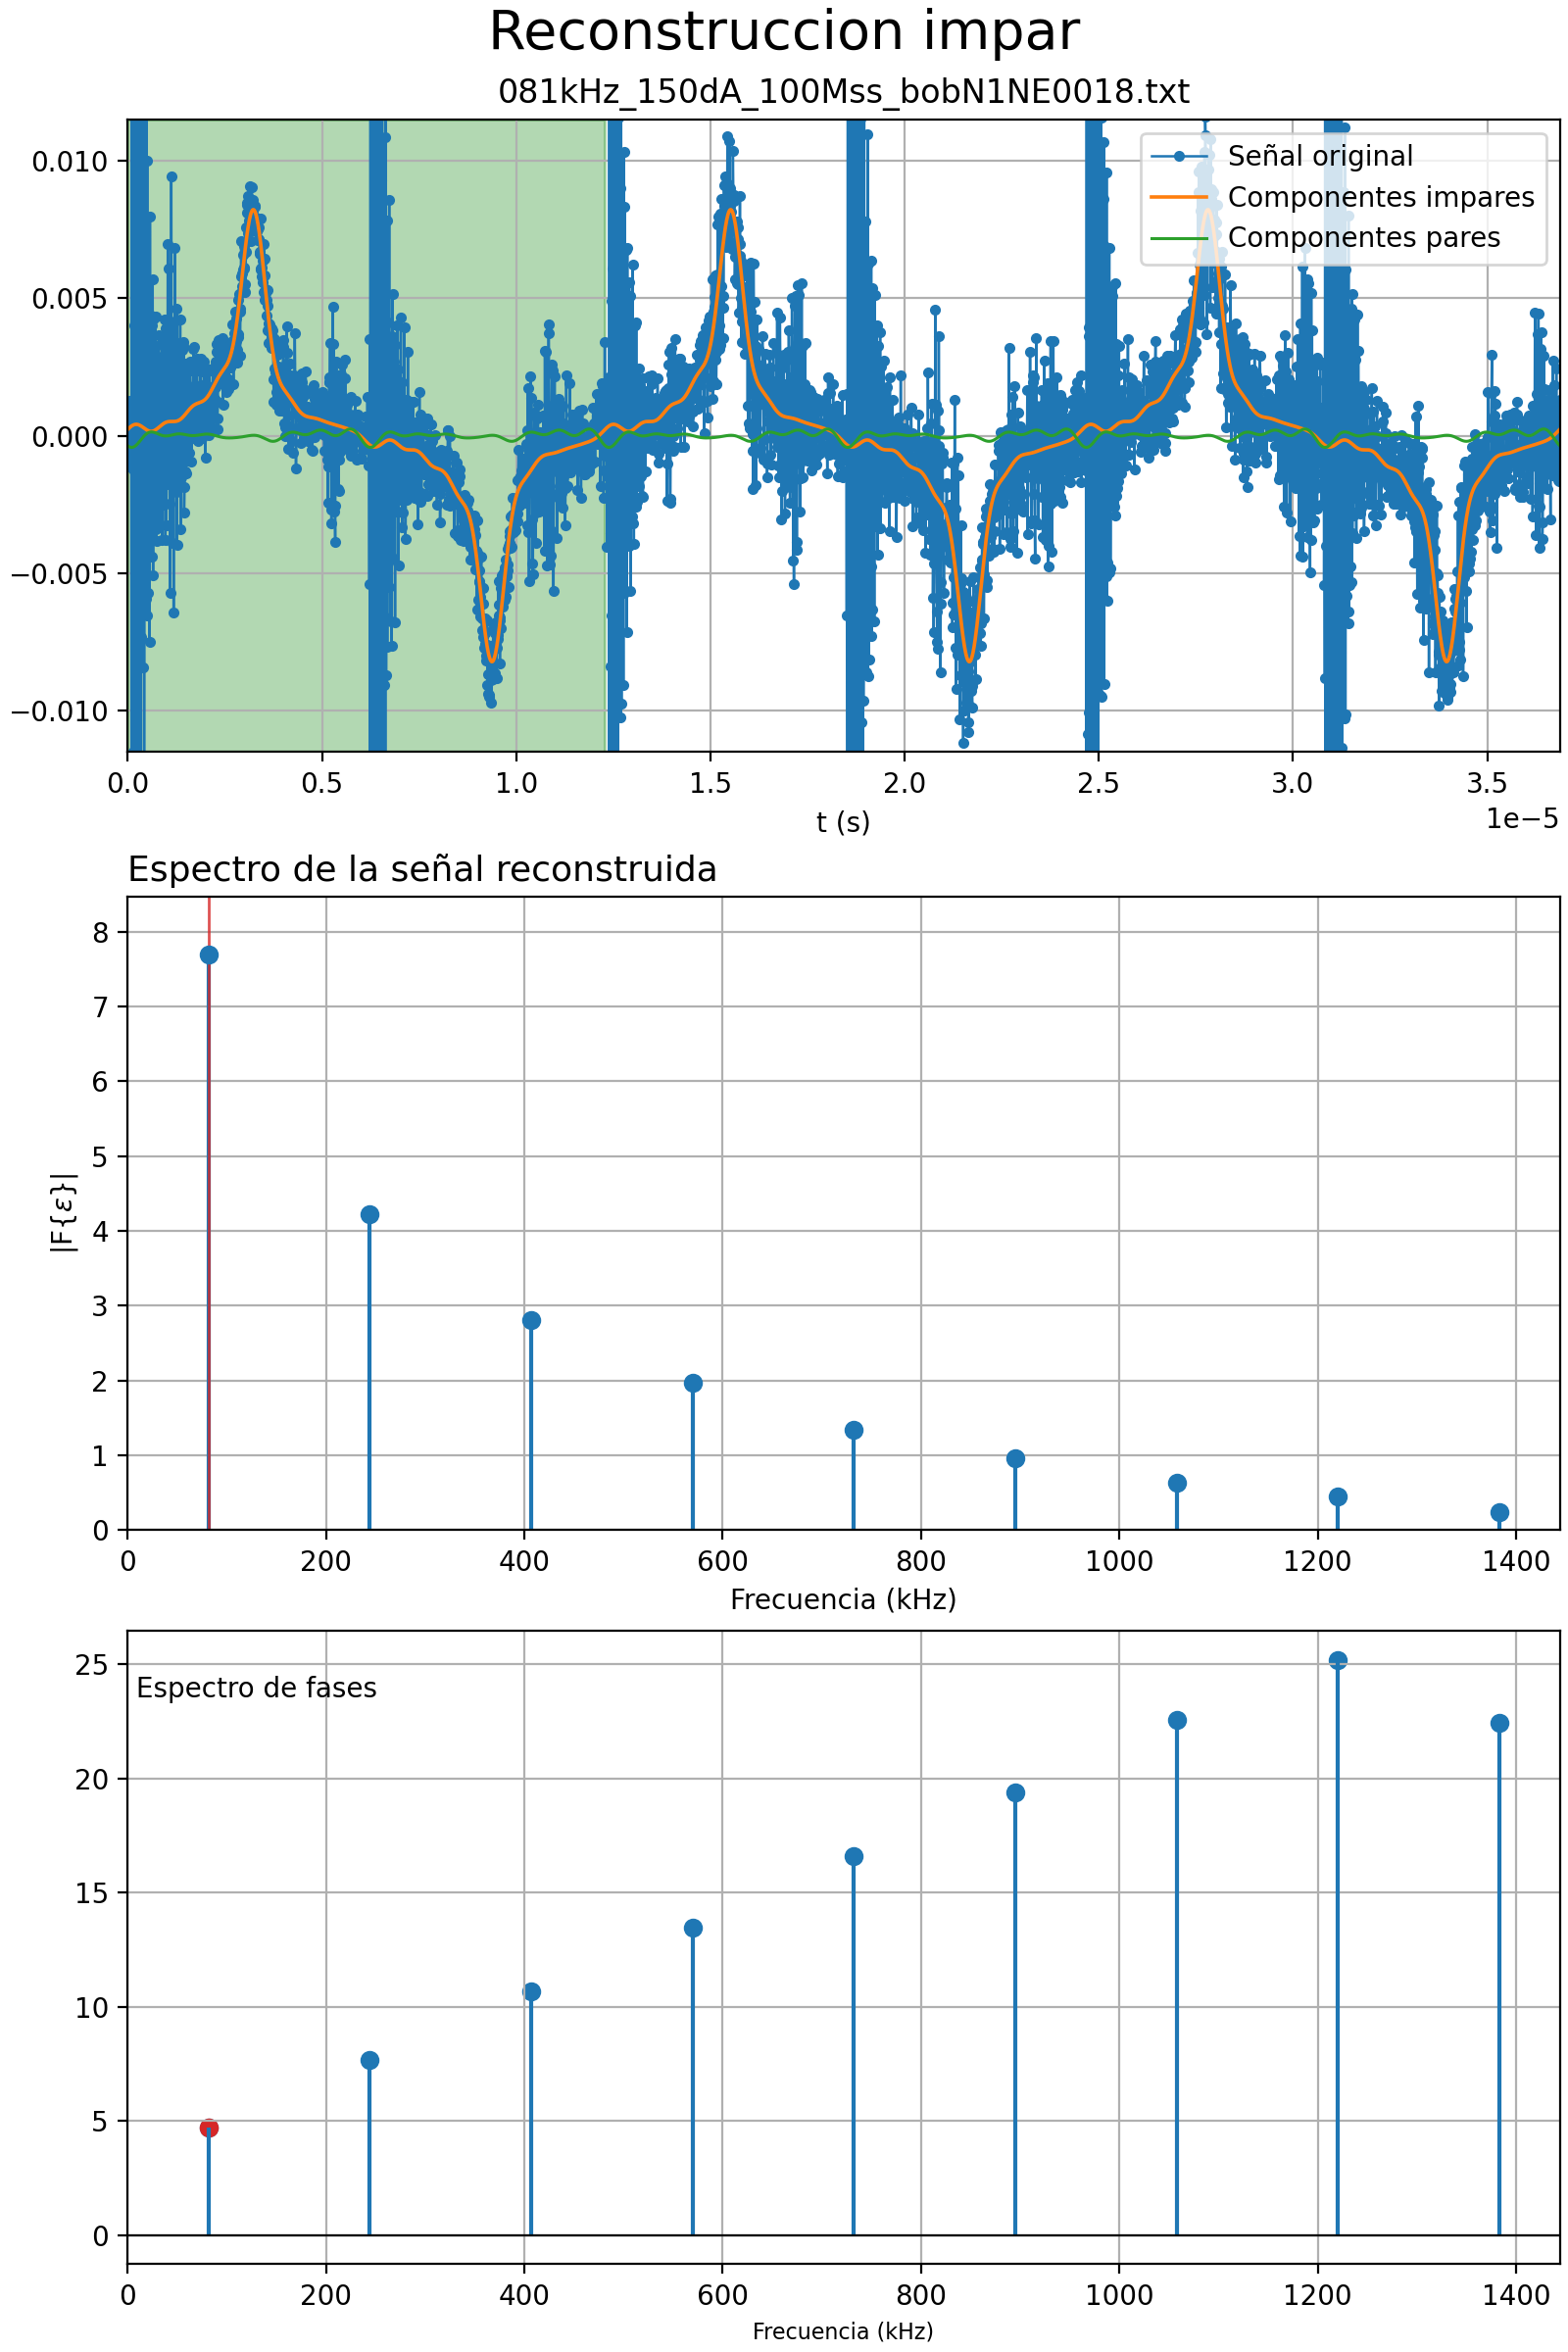 Reconstruccion impar
081kHz_150dA_100Mss_bobN1NE0018.txt
0.010
0.005
0.000
−0.005
−0.010
Señal original
Componentes impares
Componentes pares
0.0 0.5 1.0 1.5 2.0 2.5 3.0 3.5
1e−5
t (s)
Espectro de la señal reconstruida
8
7
6
5
4
3
2
1
0
|F{ε}|
0 200 400 600 800 1000 1200 1400
Frecuencia (kHz)
25
20
15
10
5
0
Espectro de fases
0 200 400 600 800 1000 1200 1400
Frecuencia (kHz)